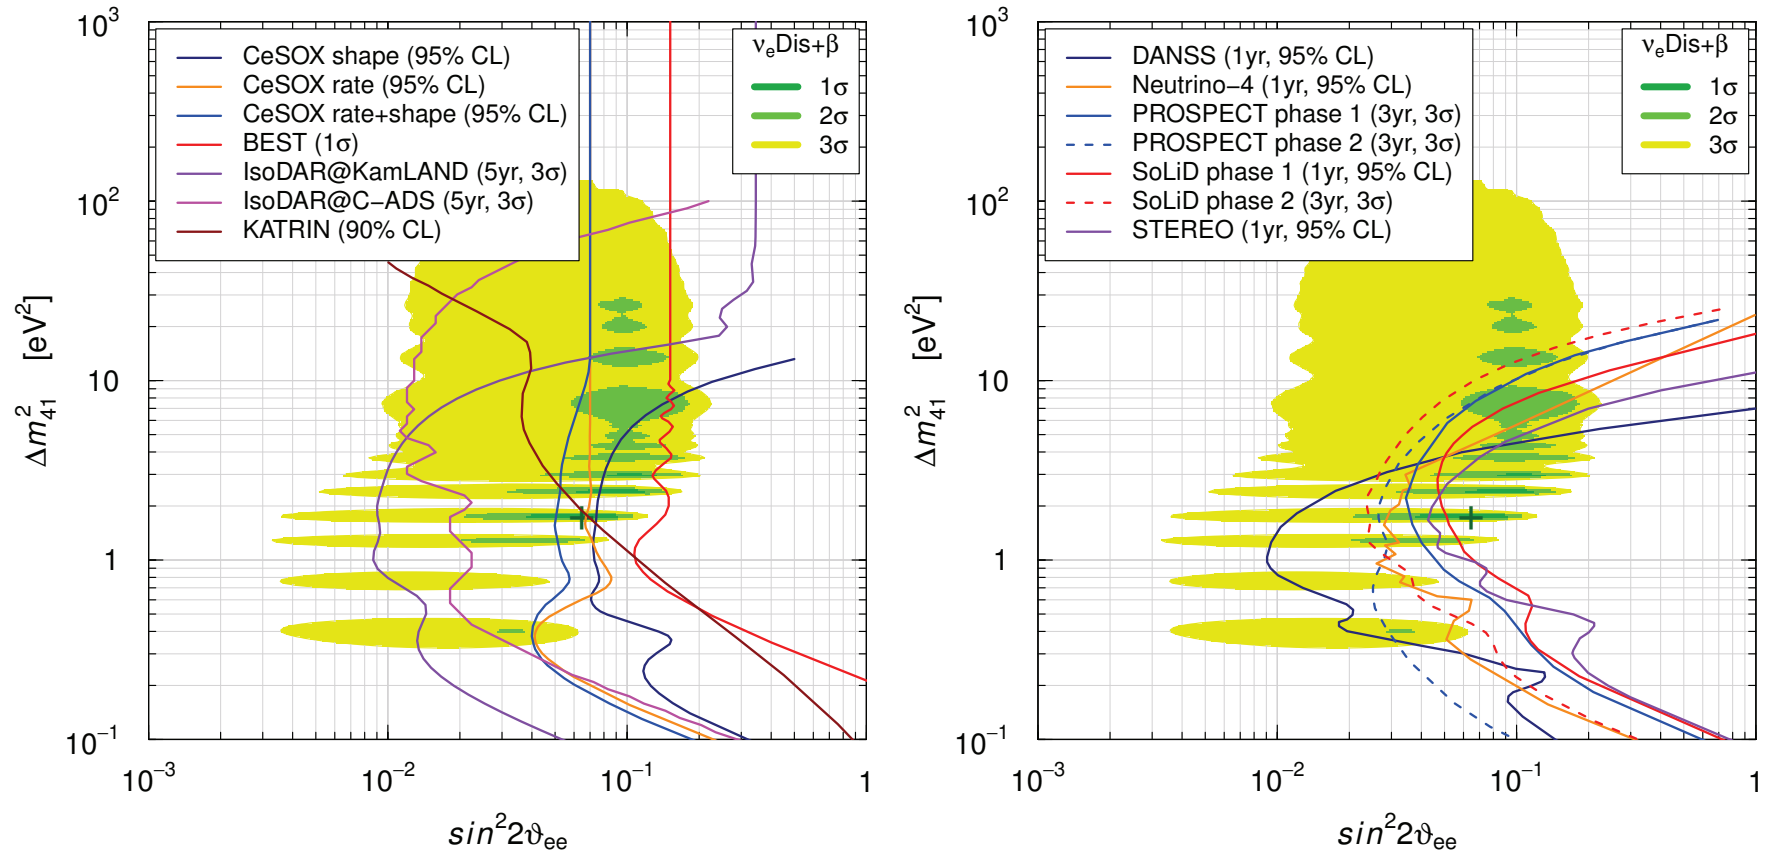 10³
10²
10
1
10⁻¹
Δm²₄₁ [eV²]
CeSOX shape (95% CL)
CeSOX rate (95% CL)
CeSOX rate+shape (95% CL)
BEST (1σ)
IsoDAR@KamLAND (5yr, 3σ)
IsoDAR@C−ADS (5yr, 3σ)
KATRIN (90% CL)
νₑDis+β
1σ
2σ
3σ
10⁻³ 10⁻² 10⁻¹ 1
sin²2ϑₑₑ
10³
10²
10
1
10⁻¹
Δm²₄₁ [eV²]
DANSS (1yr, 95% CL)
Neutrino−4 (1yr, 95% CL)
PROSPECT phase 1 (3yr, 3σ)
PROSPECT phase 2 (3yr, 3σ)
SoLiD phase 1 (1yr, 95% CL)
SoLiD phase 2 (3yr, 3σ)
STEREO (1yr, 95% CL)
νₑDis+β
1σ
2σ
3σ
10⁻³ 10⁻² 10⁻¹ 1
sin²2ϑₑₑ